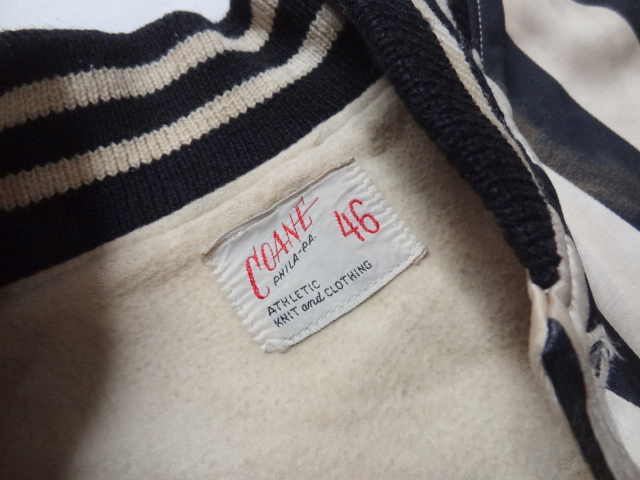 COANE 46
PHILA-PA.
ATHLETIC
KNIT and CLOTHING